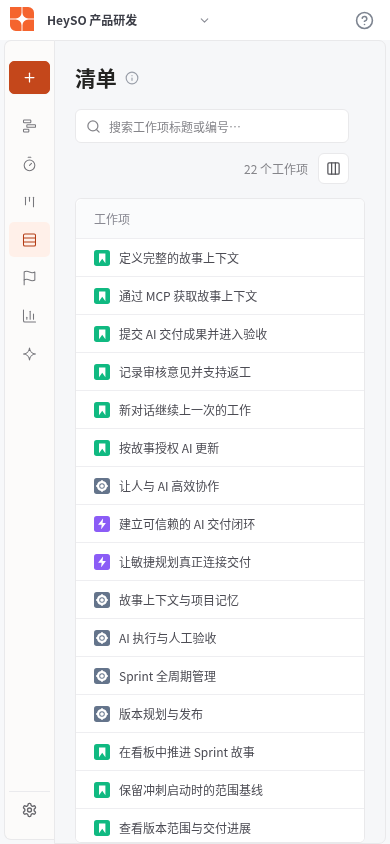 HeySO 产品研发
清单
搜索工作项标题或编号…
22 个工作项
工作项
定义完整的故事上下文
通过 MCP 获取故事上下文
提交 AI 交付成果并进入验收
记录审核意见并支持返工
新对话继续上一次的工作
按故事授权 AI 更新
让人与 AI 高效协作
建立可信赖的 AI 交付闭环
让敏捷规划真正连接交付
故事上下文与项目记忆
AI 执行与人工验收
Sprint 全周期管理
版本规划与发布
在看板中推进 Sprint 故事
保留冲刺启动时的范围基线
查看版本范围与交付进展